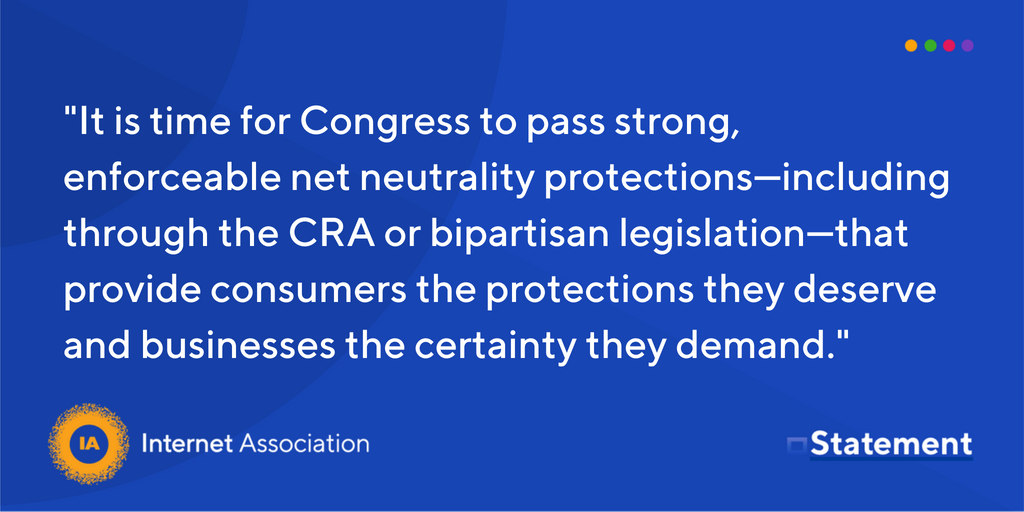 "It is time for Congress to pass strong,
enforceable net neutrality protections—including
through the CRA or bipartisan legislation—that
provide consumers the protections they deserve
and businesses the certainty they demand."
IA
Internet Association
Statement